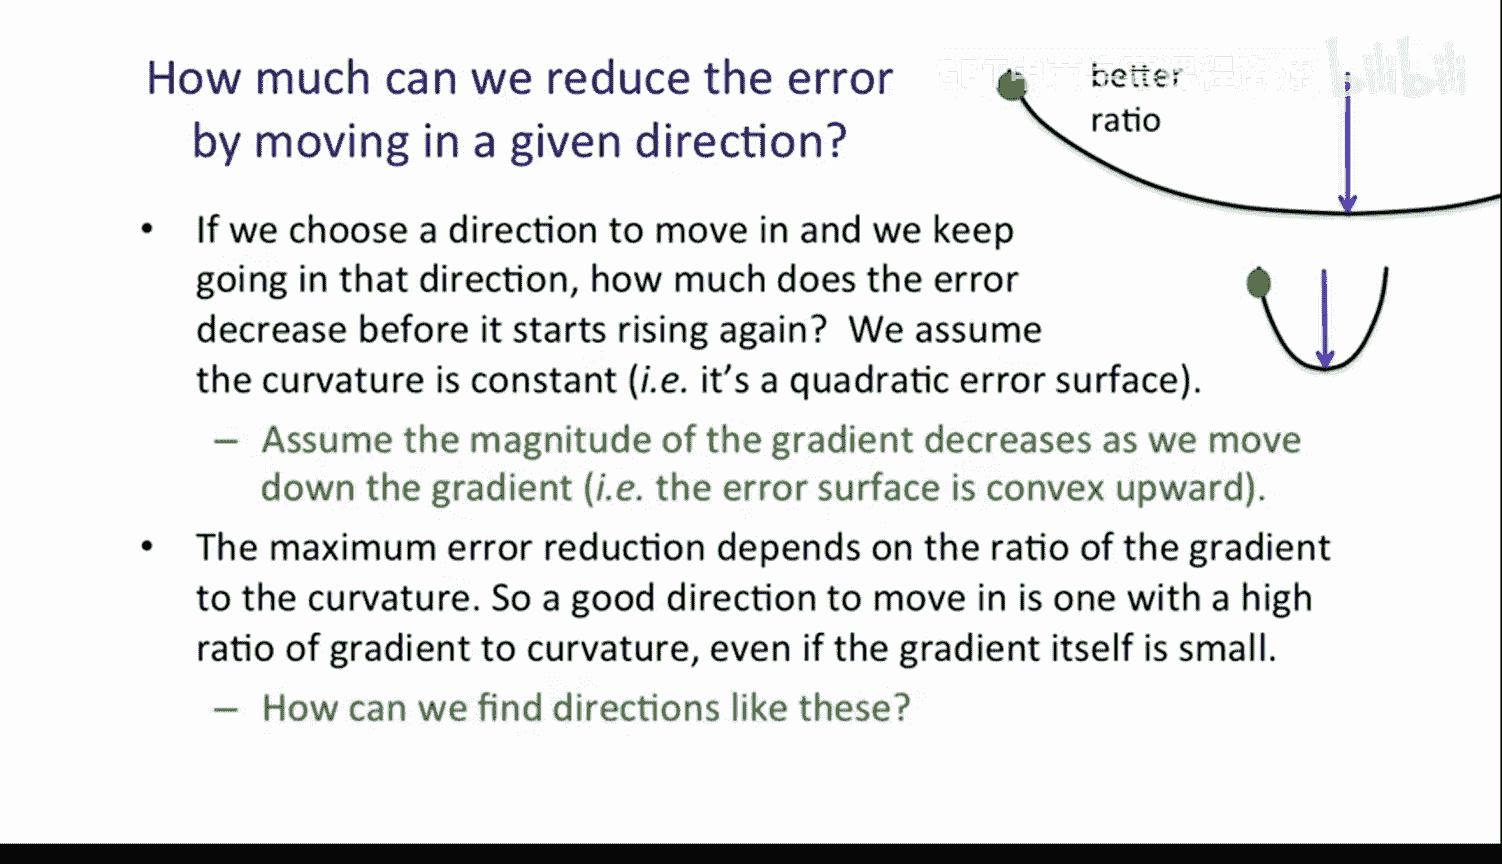 How much can we reduce the error
by moving in a given direction?
better
ratio
bilibili
• If we choose a direction to move in and we keep
going in that direction, how much does the error
decrease before it starts rising again? We assume
the curvature is constant (i.e. it's a quadratic error surface).
– Assume the magnitude of the gradient decreases as we move
down the gradient (i.e. the error surface is convex upward).
• The maximum error reduction depends on the ratio of the gradient
to the curvature. So a good direction to move in is one with a high
ratio of gradient to curvature, even if the gradient itself is small.
– How can we find directions like these?